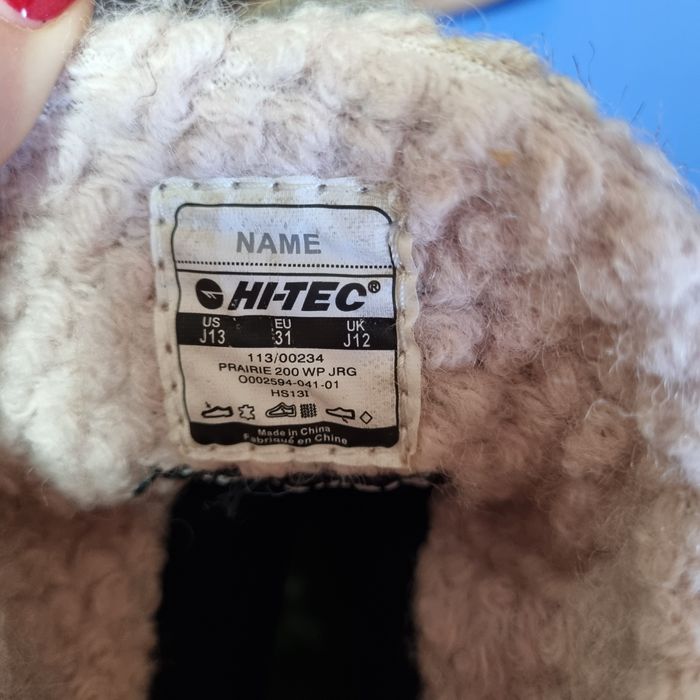 NAME
HI-TEC®
US EU UK
J13 31 J12
113/00234
PRAIRIE 200 WP JRG
O002594-041-01
HS13I
Made in China
Fabriqué en Chine